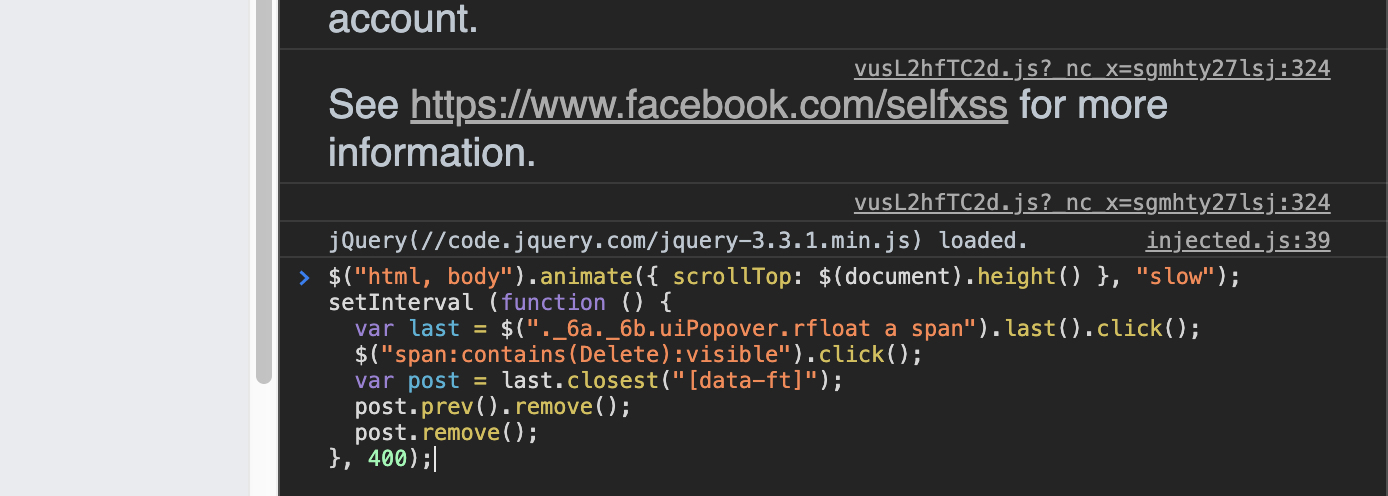 account.
vusL2hfTC2d.js?_nc_x=sgmhty27lsj:324
See https://www.facebook.com/selfxss for more
information.
vusL2hfTC2d.js?_nc_x=sgmhty27lsj:324
jQuery(//code.jquery.com/jquery-3.3.1.min.js) loaded. injected.js:39
> $("html, body").animate({ scrollTop: $(document).height() }, "slow");
setInterval (function () {
  var last = $("._6a._6b.uiPopover.rfloat a span").last().click();
  $("span:contains(Delete):visible").click();
  var post = last.closest("[data-ft]");
  post.prev().remove();
  post.remove();
}, 400);